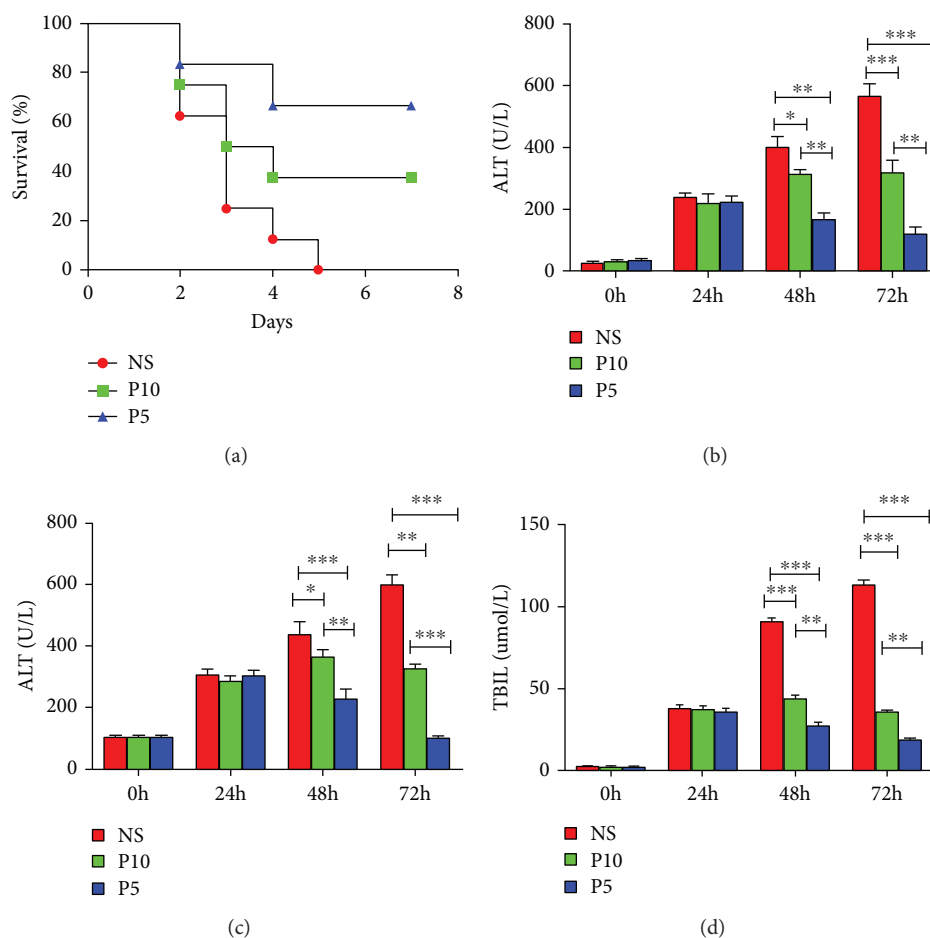 100
80
60
40
20
0
Survival (%)
0
2
4
6
8
Days
NS
P10
P5
(a)
800
600
400
200
0
ALT (U/L)
***
**
***
*
**
**
0h
24h
48h
72h
NS
P10
P5
(b)
800
600
400
200
0
ALT (U/L)
***
***
**
*
**
***
0h
24h
48h
72h
NS
P10
P5
(c)
150
100
50
0
TBIL (umol/L)
***
***
***
***
**
**
0h
24h
48h
72h
NS
P10
P5
(d)